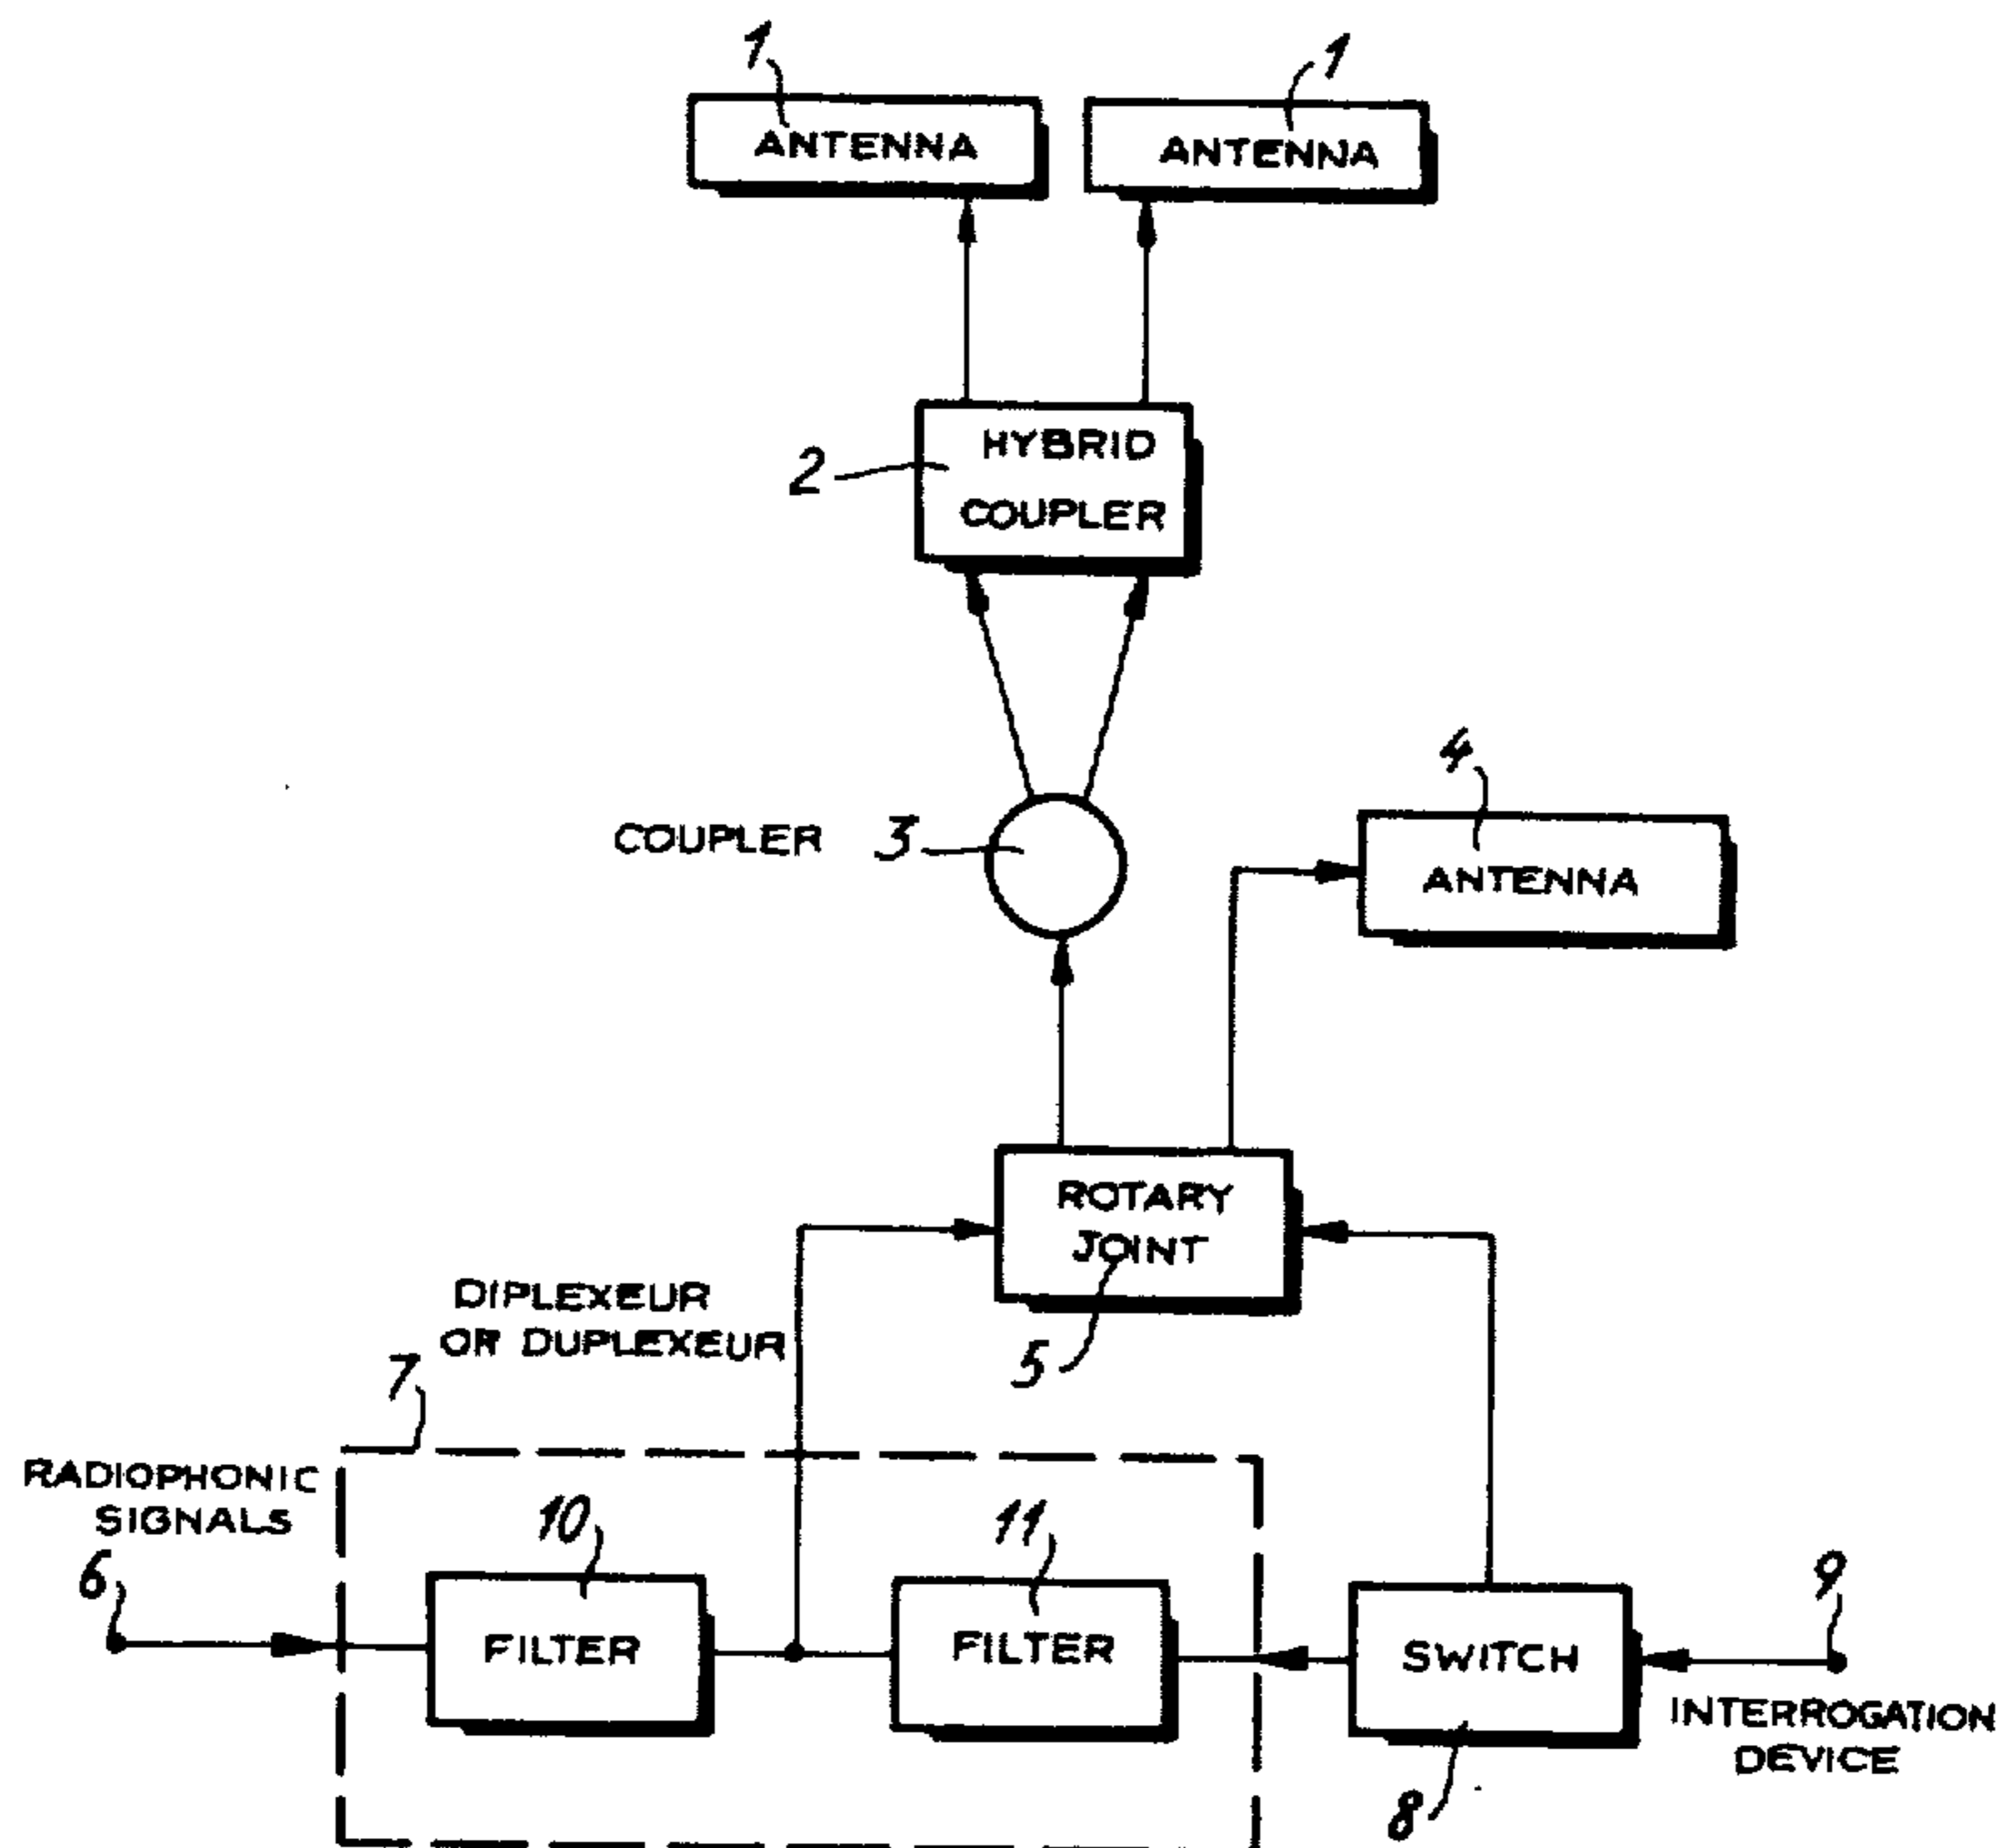 1
1
ANTENNA
ANTENNA
HYBRID
2
COUPLER
4
COUPLER
3
ANTENNA
ROTARY
JOINT
DIPLEXEUR
OR DUPLEXEUR
5
7
RADIOPHONIC
SIGNALS
10
11
6
9
FILTER
FILTER
SWITCH
INTERROGATION
DEVICE
8